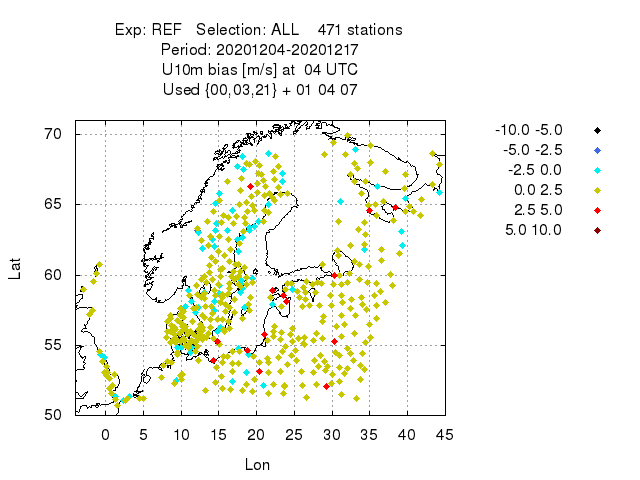 Exp: REF Selection: ALL 471 stations
Period: 20201204-20201217
U10m bias [m/s] at 04 UTC
Used {00,03,21} + 01 04 07
-10.0 -5.0
-5.0 -2.5
-2.5 0.0
0.0 2.5
2.5 5.0
5.0 10.0
70
65
60
55
50
Lat
0 5 10 15 20 25 30 35 40 45
Lon